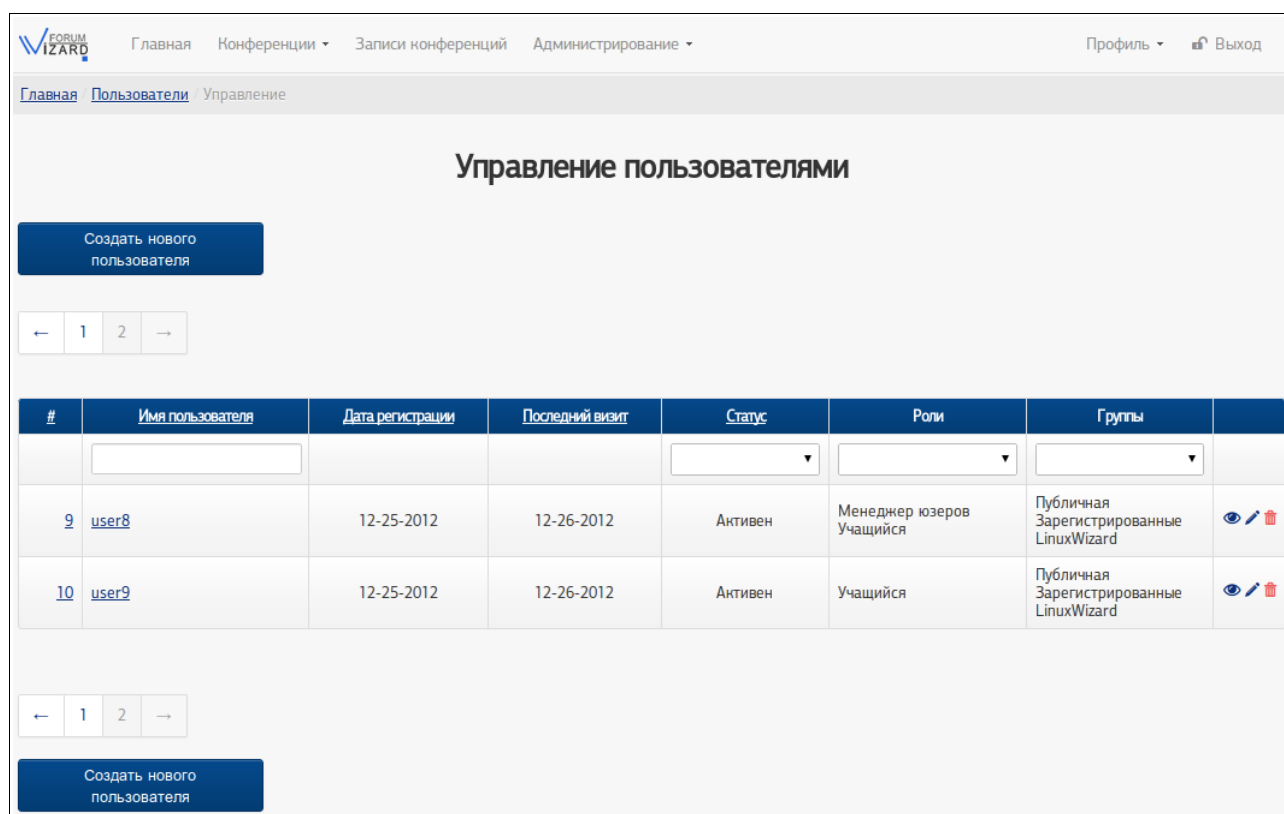 FORUM
WIZARD Главная Конференции Записи конференций Администрирование Профиль Выход
Главная / Пользователи / Управление
Управление пользователями
Создать нового
пользователя
← 1 2 →
# Имя пользователя Дата регистрации Последний визит Статус Роли Группы
9 user8 12-25-2012 12-26-2012 Активен Менеджер юзеров
Учащийся Публичная
Зарегистрированные
LinuxWizard
10 user9 12-25-2012 12-26-2012 Активен Учащийся Публичная
Зарегистрированные
LinuxWizard
← 1 2 →
Создать нового
пользователя